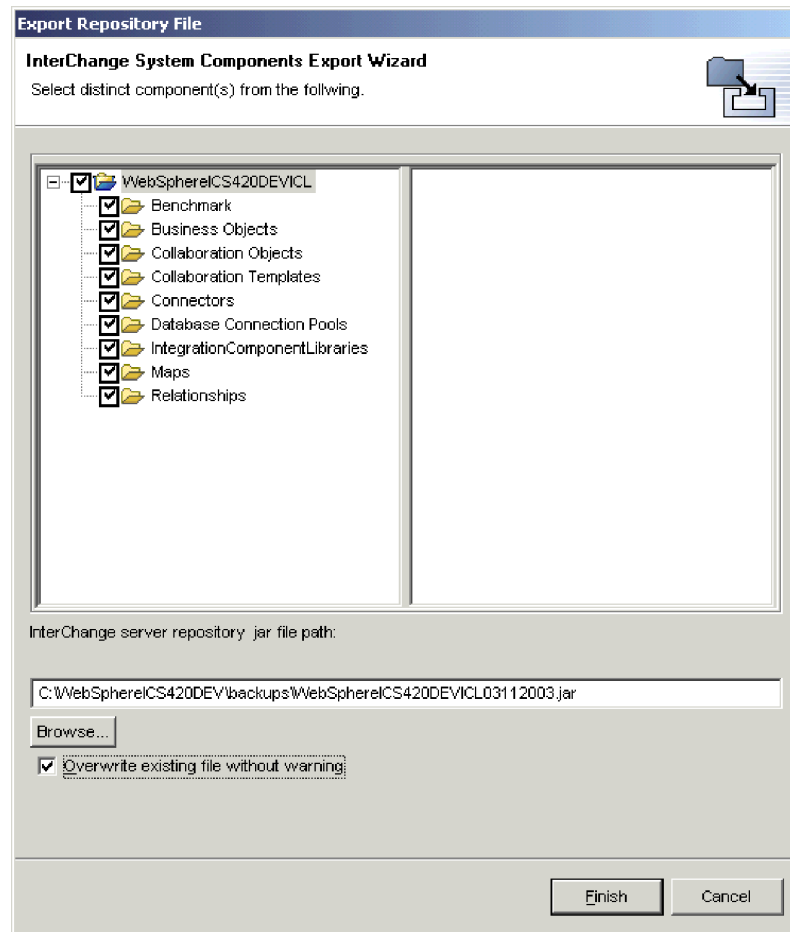 Export Repository File
InterChange System Components Export Wizard
Select distinct component(s) from the follwing.
WebSphereICS420DEVICL
Benchmark
Business Objects
Collaboration Objects
Collaboration Templates
Connectors
Database Connection Pools
IntegrationComponentLibraries
Maps
Relationships
InterChange server repository jar file path:
C:\WebSphereICS420DEV\backups\WebSphereICS420DEVICL03112003.jar
Browse...
Overwrite existing file without warning
Finish
Cancel